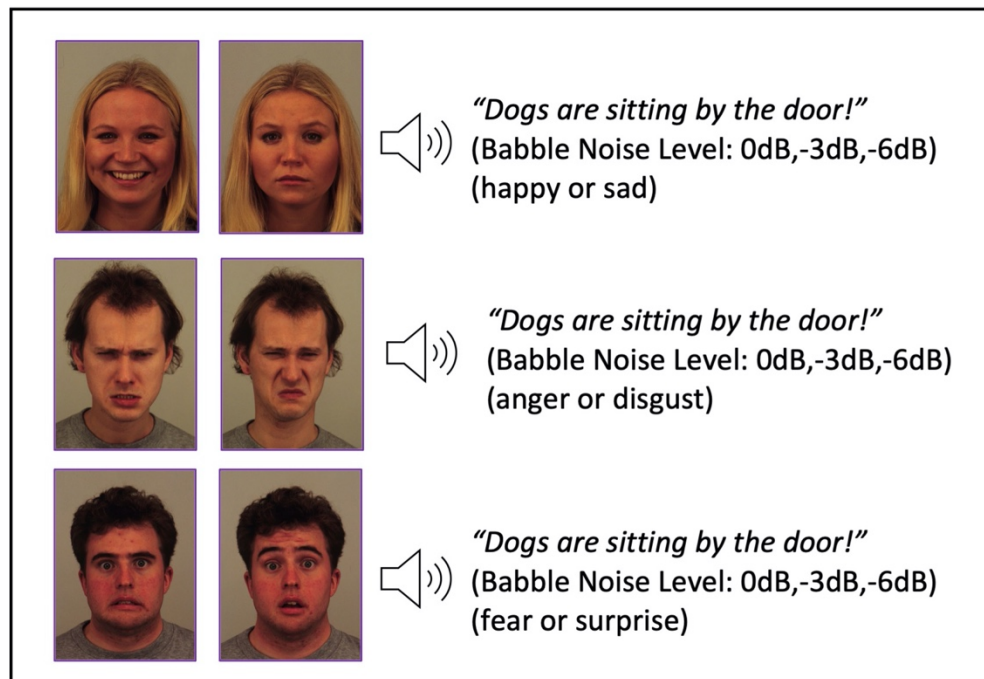 “Dogs are sitting by the door!”
(Babble Noise Level: 0dB,-3dB,-6dB)
(happy or sad)
“Dogs are sitting by the door!”
(Babble Noise Level: 0dB,-3dB,-6dB)
(anger or disgust)
“Dogs are sitting by the door!”
(Babble Noise Level: 0dB,-3dB,-6dB)
(fear or surprise)